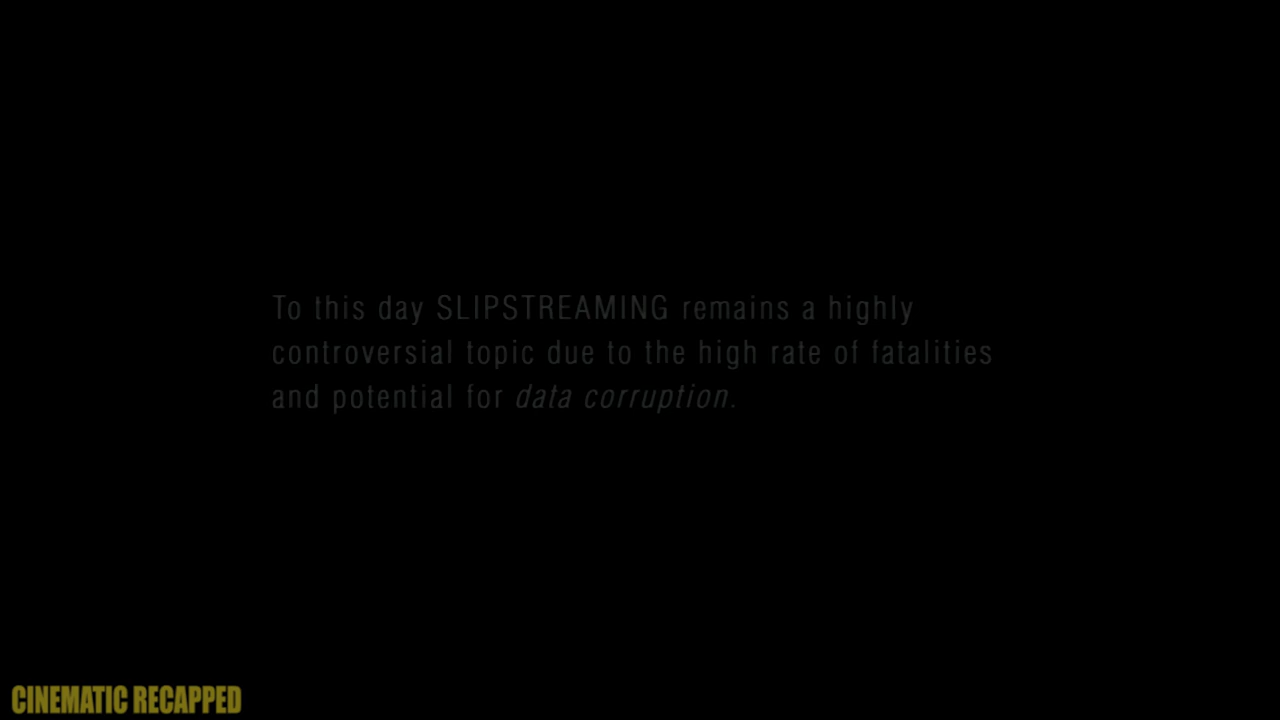 To this day SLIPSTREAMING remains a highly
controversial topic due to the high rate of fatalities
and potential for data corruption.
CINEMATIC RECAPPED